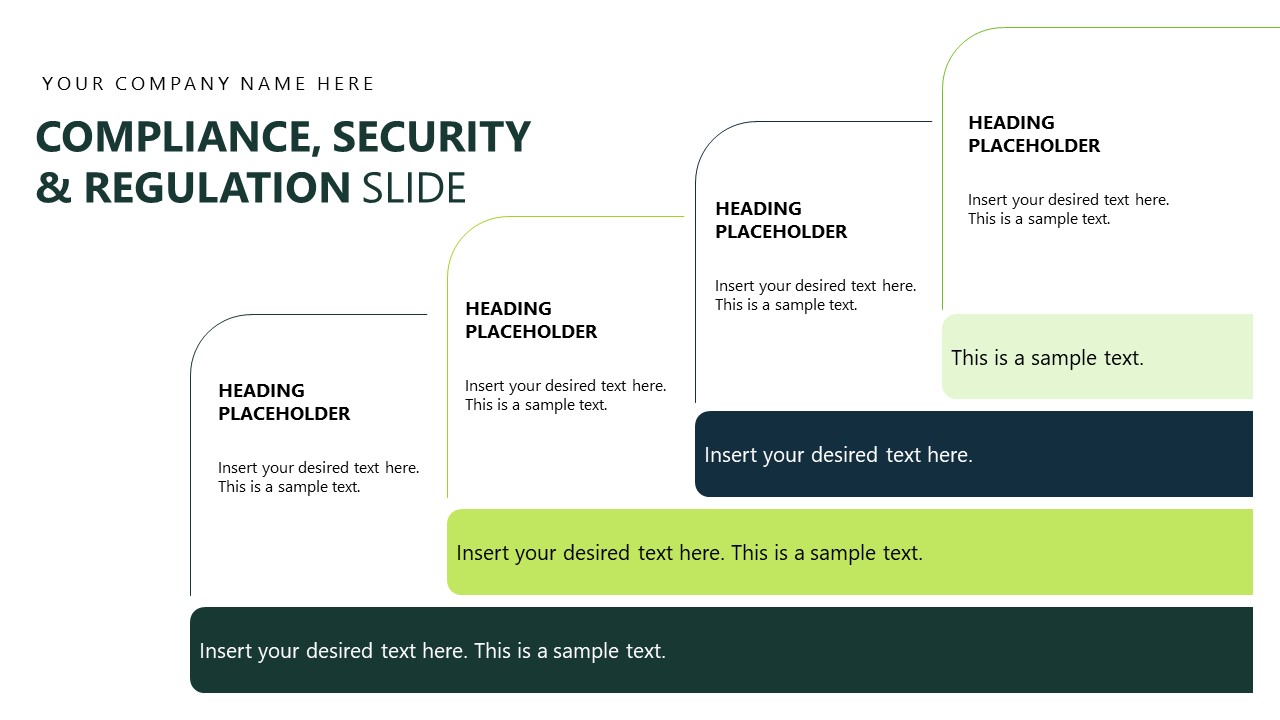 YOUR COMPANY NAME HERE
COMPLIANCE, SECURITY
& REGULATION SLIDE
HEADING
PLACEHOLDER
Insert your desired text here.
This is a sample text.
HEADING
PLACEHOLDER
Insert your desired text here.
This is a sample text.
HEADING
PLACEHOLDER
Insert your desired text here.
This is a sample text.
HEADING
PLACEHOLDER
Insert your desired text here.
This is a sample text.
This is a sample text.
Insert your desired text here.
Insert your desired text here. This is a sample text.
Insert your desired text here. This is a sample text.